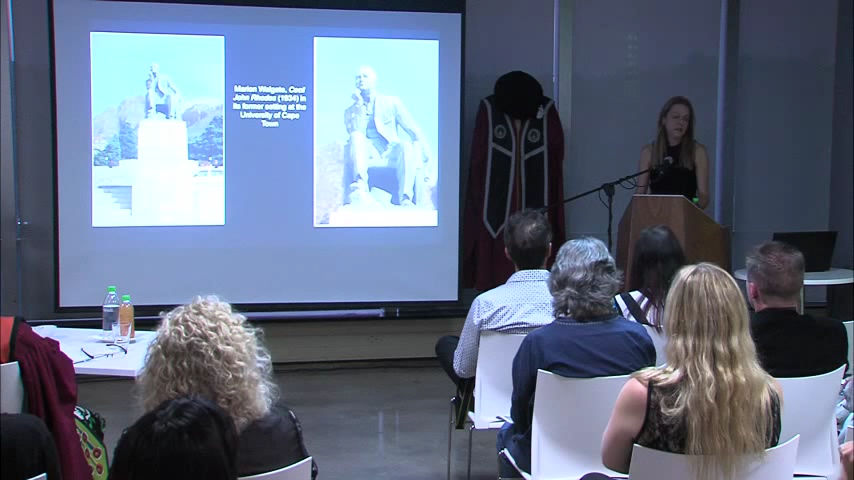 Marion Walgate, Cecil
John Rhodes (1934) in
its former setting at the
University of Cape
Town